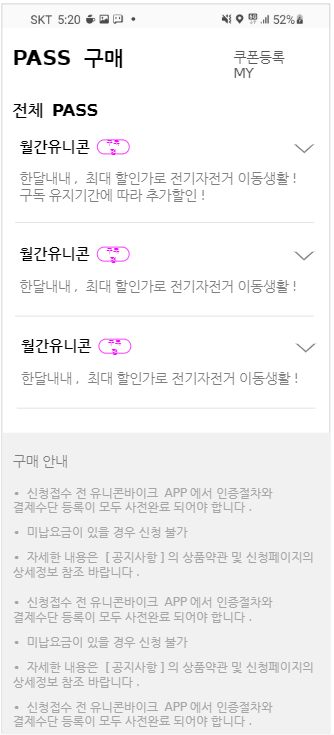 SKT 5:20 52%
PASS 구매
쿠폰등록
MY
전체 PASS
월간유니콘 구독
한달내내 , 최대 할인가로 전기자전거 이동생활 !
구독 유지기간에 따라 추가할인 !
월간유니콘 구독
한달내내 , 최대 할인가로 전기자전거 이동생활 !
월간유니콘 구독
한달내내 , 최대 할인가로 전기자전거 이동생활 !
구매 안내
• 신청접수 전 유니콘바이크 APP 에서 인증절차와
결제수단 등록이 모두 사전완료 되어야 합니다 .
• 미납요금이 있을 경우 신청 불가
• 자세한 내용은 [ 공지사항 ] 의 상품약관 및 신청페이지의
상세정보 참조 바랍니다 .
• 신청접수 전 유니콘바이크 APP 에서 인증절차와
결제수단 등록이 모두 사전완료 되어야 합니다 .
• 미납요금이 있을 경우 신청 불가
• 자세한 내용은 [ 공지사항 ] 의 상품약관 및 신청페이지의
상세정보 참조 바랍니다 .
• 신청접수 전 유니콘바이크 APP 에서 인증절차와
결제수단 등록이 모두 사전완료 되어야 합니다 .